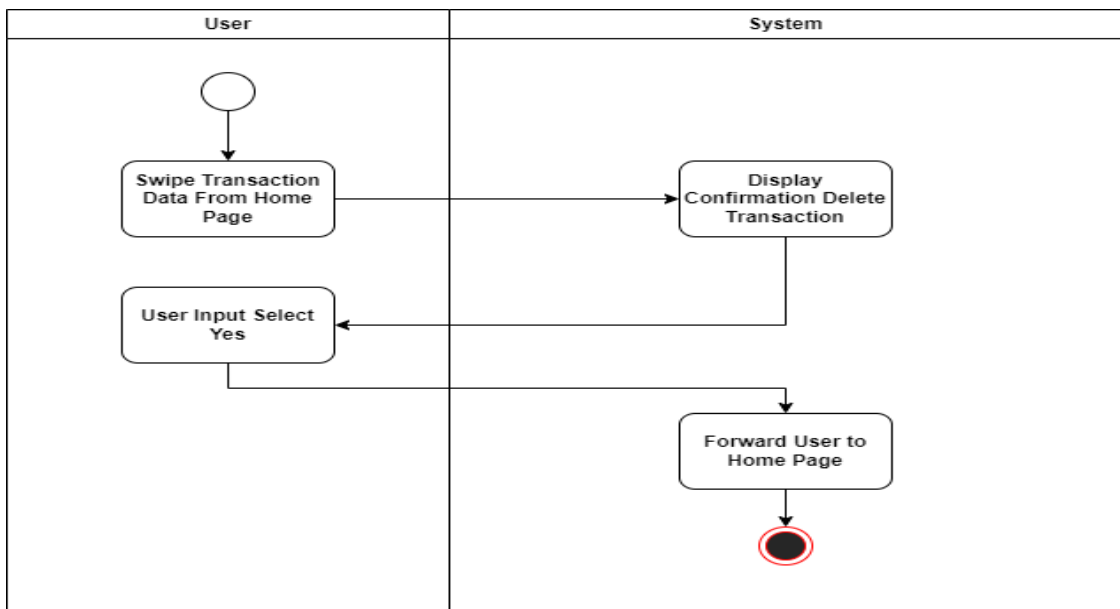 User
System
Swipe Transaction
Data From Home
Page
Display
Confirmation Delete
Transaction
User Input Select
Yes
Forward User to
Home Page